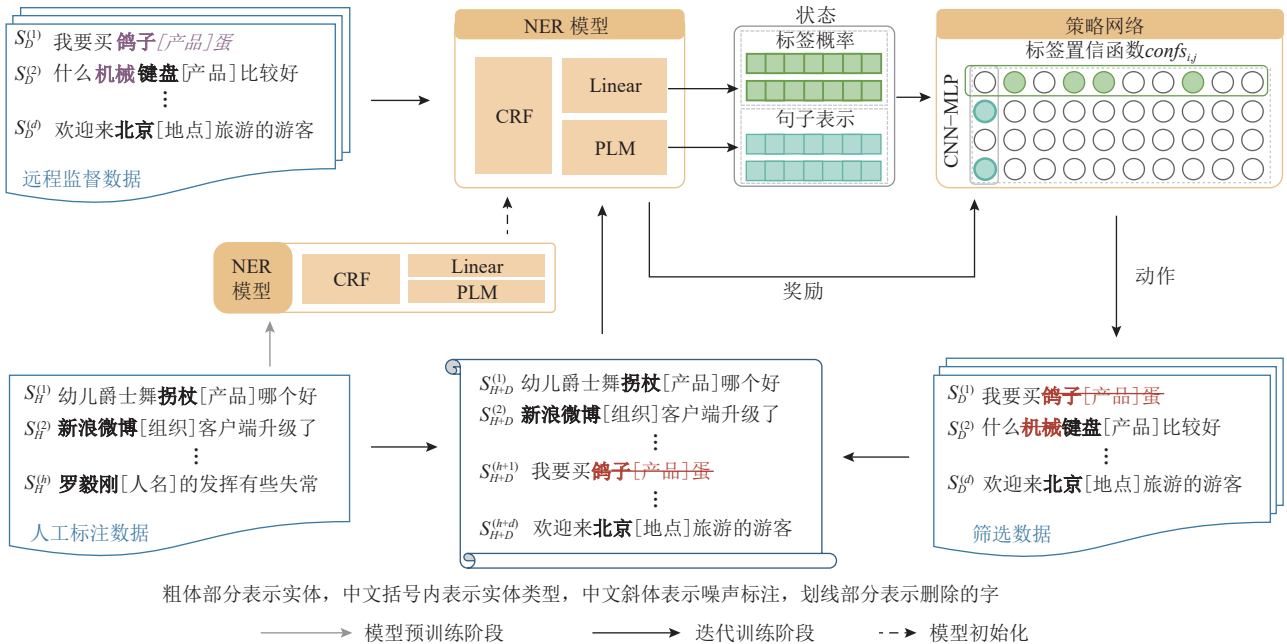 S_D^{(1)} 我要买鸽子[产品]蛋
S_D^{(2)} 什么机械键盘[产品]比较好
⋮
S_D^{(d)} 欢迎来北京[地点]旅游的游客
远程监督数据
NER 模型
CRF
Linear
PLM
状态
标签概率
句子表示
策略网络
标签置信函数confs_{i,j}
CNN-MLP
NER
模型
CRF
Linear
PLM
奖励
动作
S_H^{(1)} 幼儿爵士舞拐杖[产品]哪个好
S_H^{(2)} 新浪微博[组织]客户端升级了
⋮
S_H^{(h)} 罗毅刚[人名]的发挥有些失常
人工标注数据
S_{H+D}^{(1)} 幼儿爵士舞拐杖[产品]哪个好
S_{H+D}^{(2)} 新浪微博[组织]客户端升级了
⋮
S_{H+D}^{(h+1)} 我要买鸽子[产品]蛋
⋮
S_{H+D}^{(h+d)} 欢迎来北京[地点]旅游的游客
S_D^{(1)} 我要买鸽子[产品]蛋
S_D^{(2)} 什么机械键盘[产品]比较好
⋮
S_D^{(d)} 欢迎来北京[地点]旅游的游客
筛选数据
粗体部分表示实体，中文括号内表示实体类型，中文斜体表示噪声标注，划线部分表示删除的字
模型预训练阶段
迭代训练阶段
模型初始化